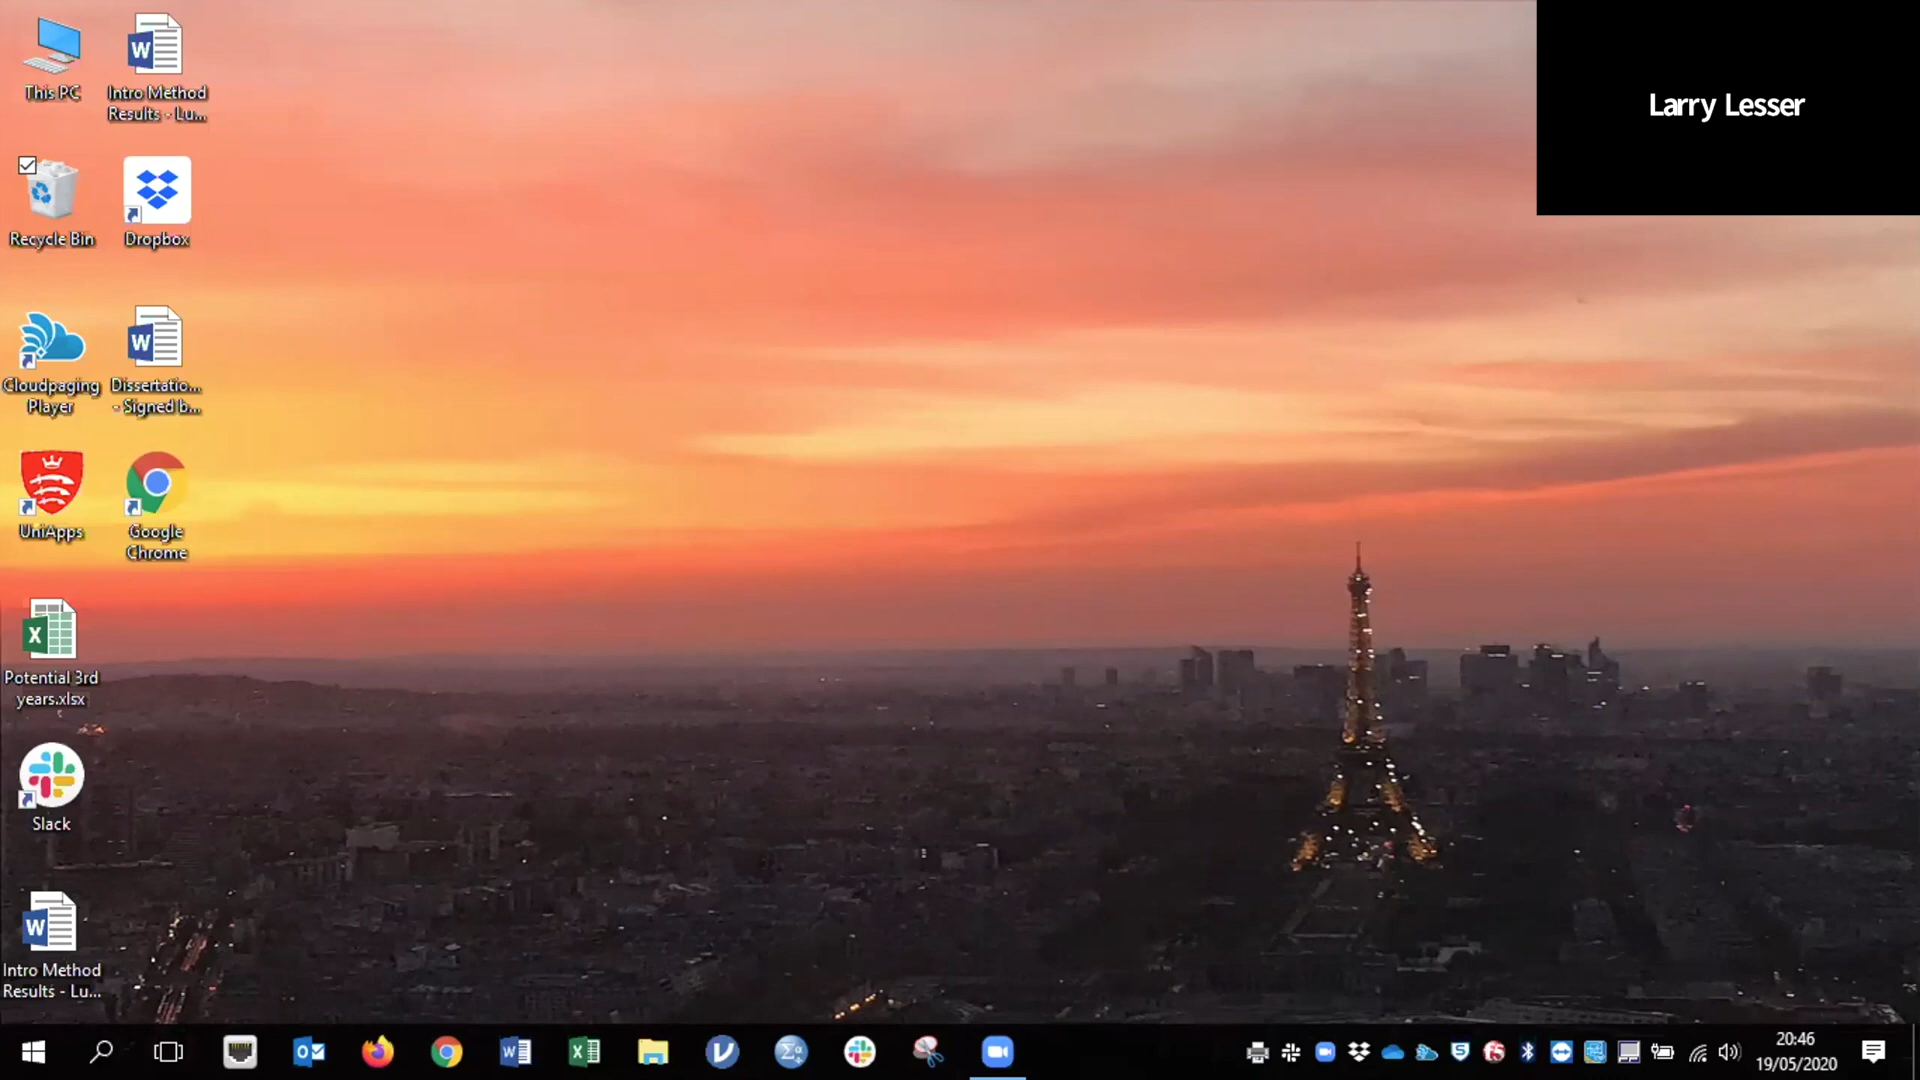 This PC
Intro Method
Results - Lu...
Larry Lesser
Recycle Bin
Dropbox
Cloudpaging
Player
Dissertatio...
- Signed b...
UniApps
Google
Chrome
Potential 3rd
years.xlsx
Slack
Intro Method
Results - Lu...
20:46
19/05/2020